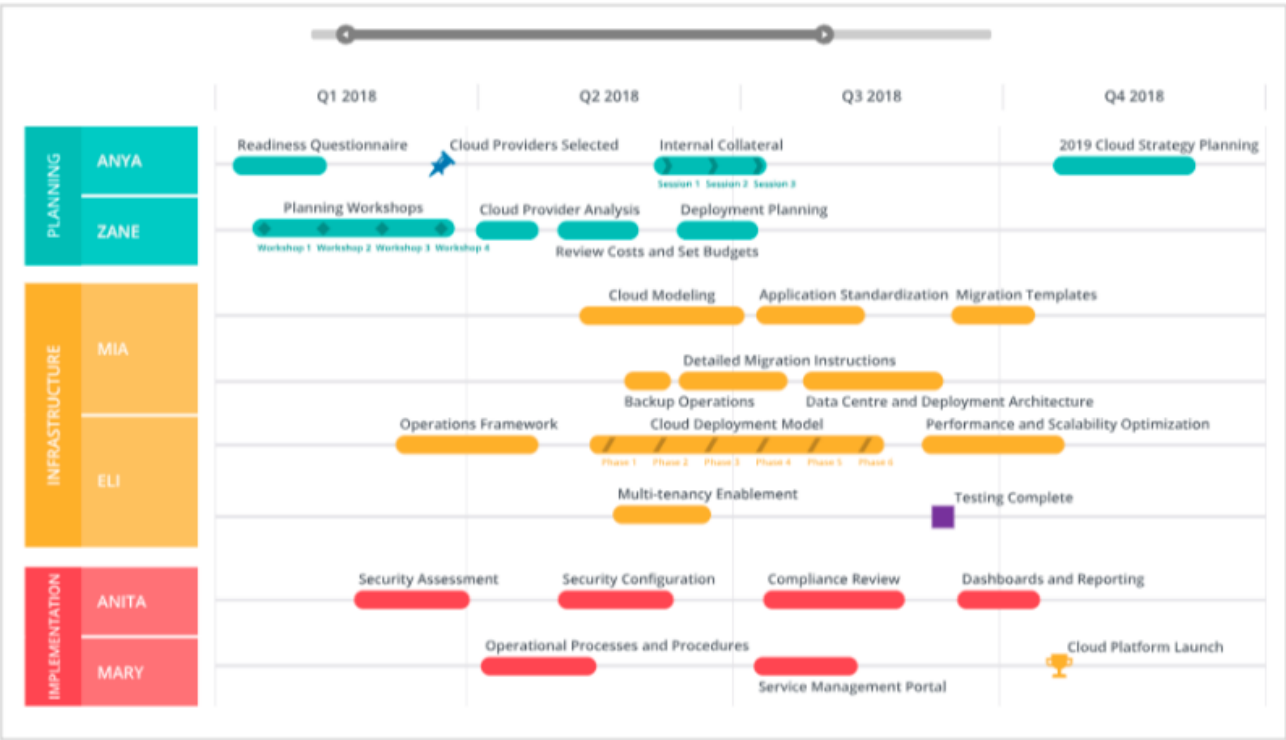 Q1 2018 Q2 2018 Q3 2018 Q4 2018
PLANNING
ANYA
Readiness Questionnaire Cloud Providers Selected Internal Collateral 2019 Cloud Strategy Planning
Session 1 Session 2 Session 3
ZANE
Planning Workshops Cloud Provider Analysis Deployment Planning
Workshop 1 Workshop 2 Workshop 3 Workshop 4
Review Costs and Set Budgets
INFRASTRUCTURE
MIA
Cloud Modeling Application Standardization Migration Templates
Detailed Migration Instructions
Backup Operations Data Centre and Deployment Architecture
ELI
Operations Framework Cloud Deployment Model Performance and Scalability Optimization
Phase 1 Phase 2 Phase 3 Phase 4 Phase 5 Phase 6
Multi-tenancy Enablement Testing Complete
IMPLEMENTATION
ANITA
Security Assessment Security Configuration Compliance Review Dashboards and Reporting
MARY
Operational Processes and Procedures Cloud Platform Launch
Service Management Portal